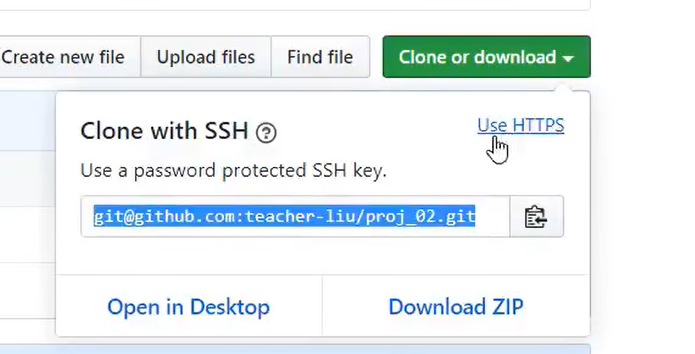 Create new file Upload files Find file Clone or download
Clone with SSH ?
Use HTTPS
Use a password protected SSH key.
git@github.com:teacher-liu/proj_02.git
Open in Desktop Download ZIP